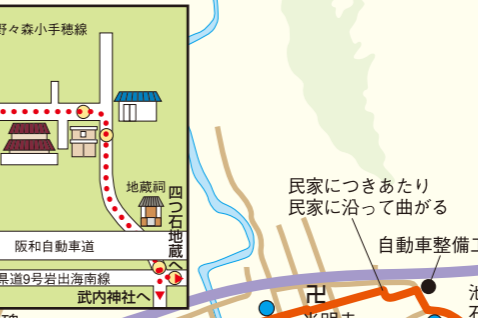 野々森小手穂線
地蔵祠
四つ石地蔵へ
阪和自動車道
県道9号岩出海南線
武内神社へ
民家につきあたり
民家に沿って曲がる
自動車整備工
卍
池